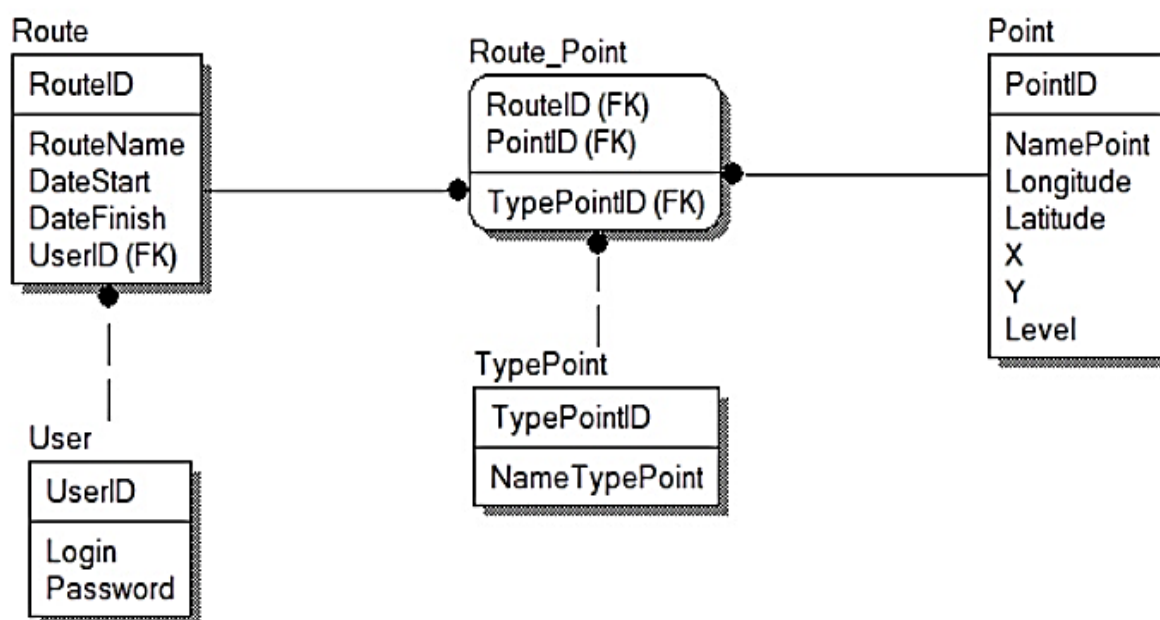 Route
RouteID
RouteName
DateStart
DateFinish
UserID (FK)
Route_Point
RouteID (FK)
PointID (FK)
TypePointID (FK)
Point
PointID
NamePoint
Longitude
Latitude
X
Y
Level
TypePoint
TypePointID
NameTypePoint
User
UserID
Login
Password